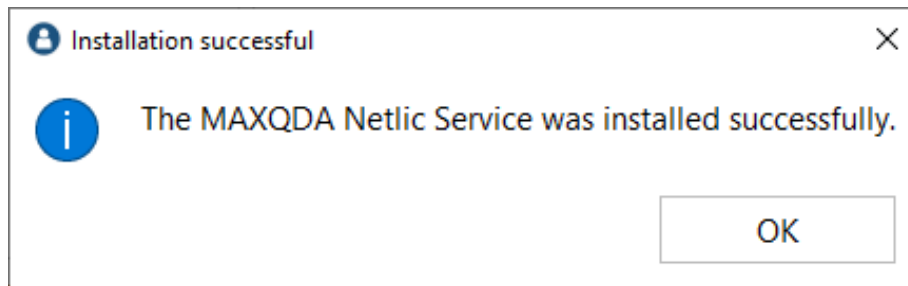 Installation successful
The MAXQDA Netlic Service was installed successfully.
OK